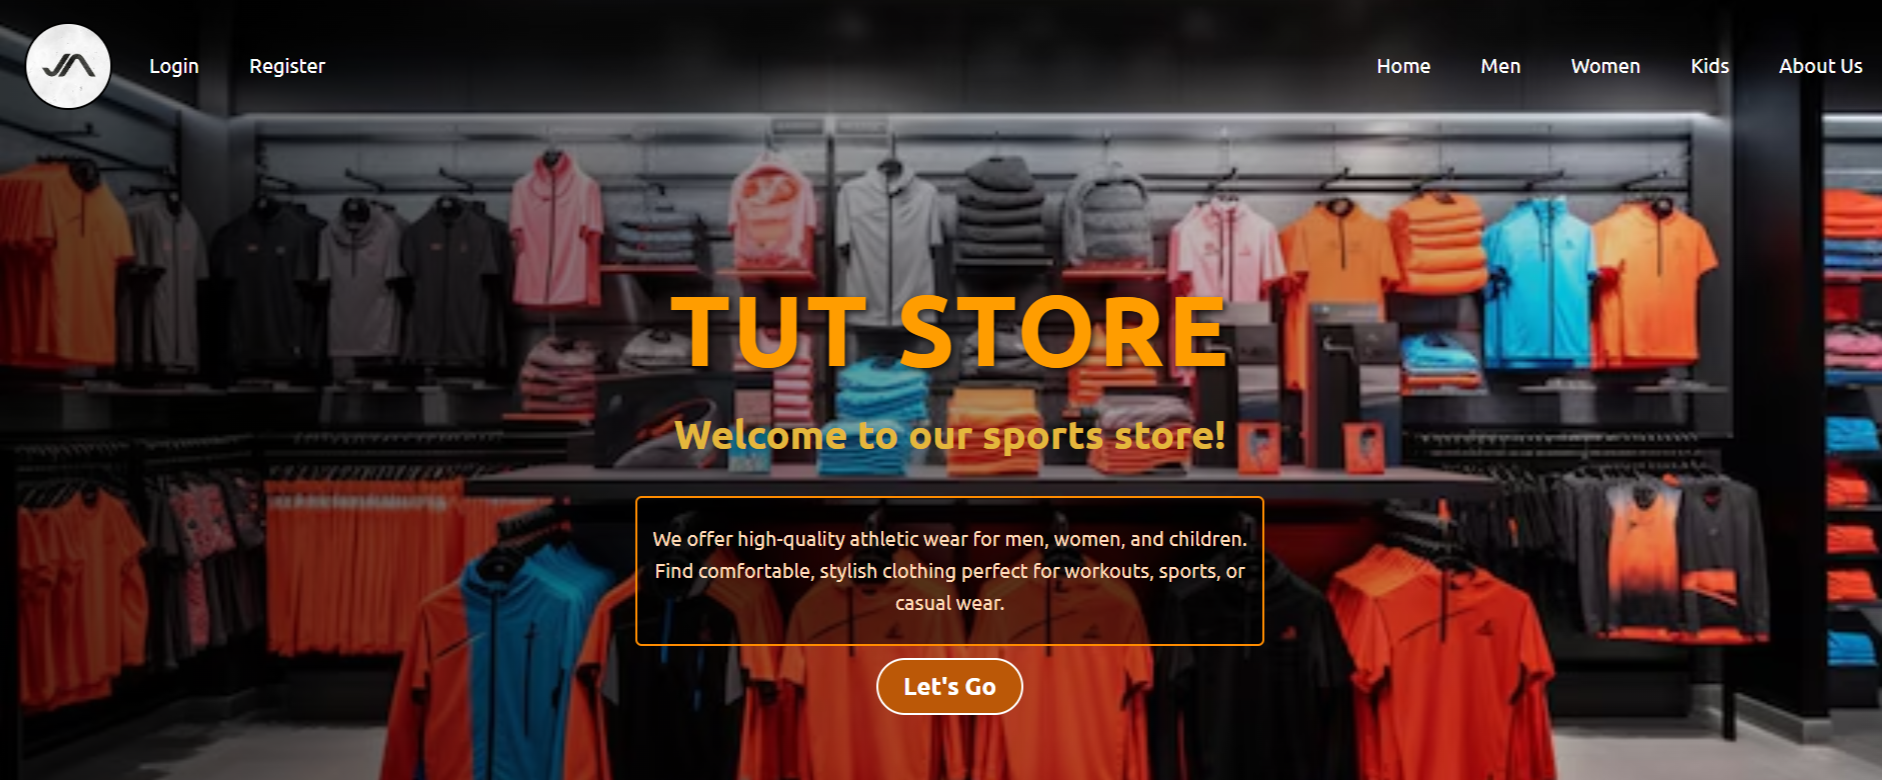 Login Register Home Men Women Kids About Us
TUT STORE
Welcome to our sports store!
We offer high-quality athletic wear for men, women, and children.
Find comfortable, stylish clothing perfect for workouts, sports, or
casual wear.
Let's Go